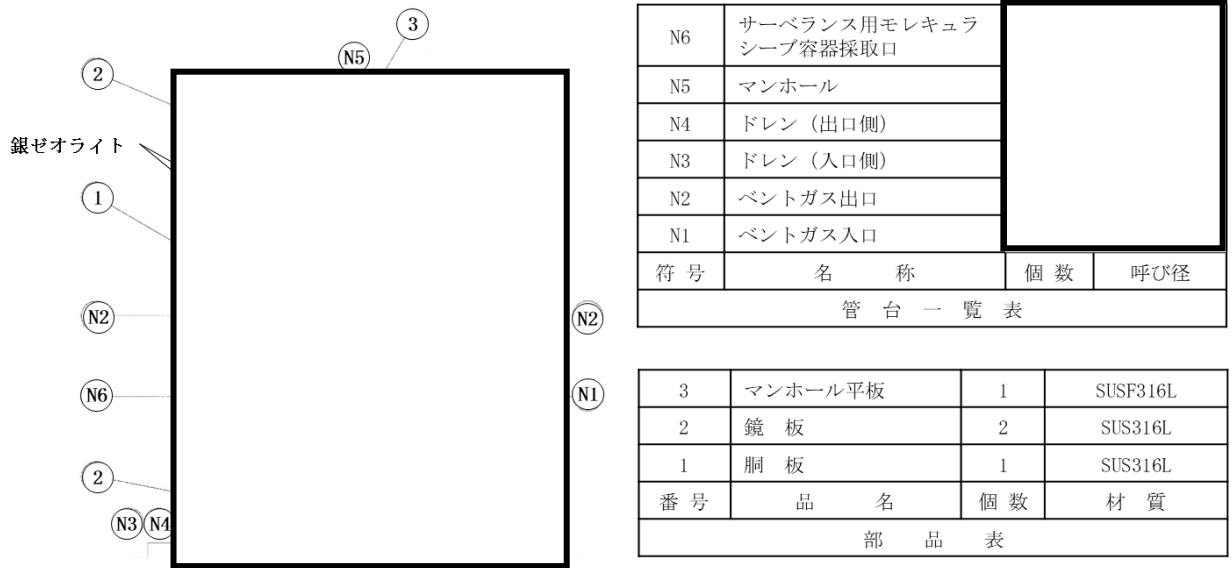 3
N5
2
銀ゼオライト
1
N2
N2
N6
N1
2
N3 N4
N6 サーベランス用モレキュラ
シーブ容器採取口
N5 マンホール
N4 ドレン（出口側）
N3 ドレン（入口側）
N2 ベントガス出口
N1 ベントガス入口
符号 名称 個数 呼び径
管台一覧表
3 マンホール平板 1 SUSF316L
2 鏡板 2 SUS316L
1 胴板 1 SUS316L
番号 品名 個数 材質
部品表